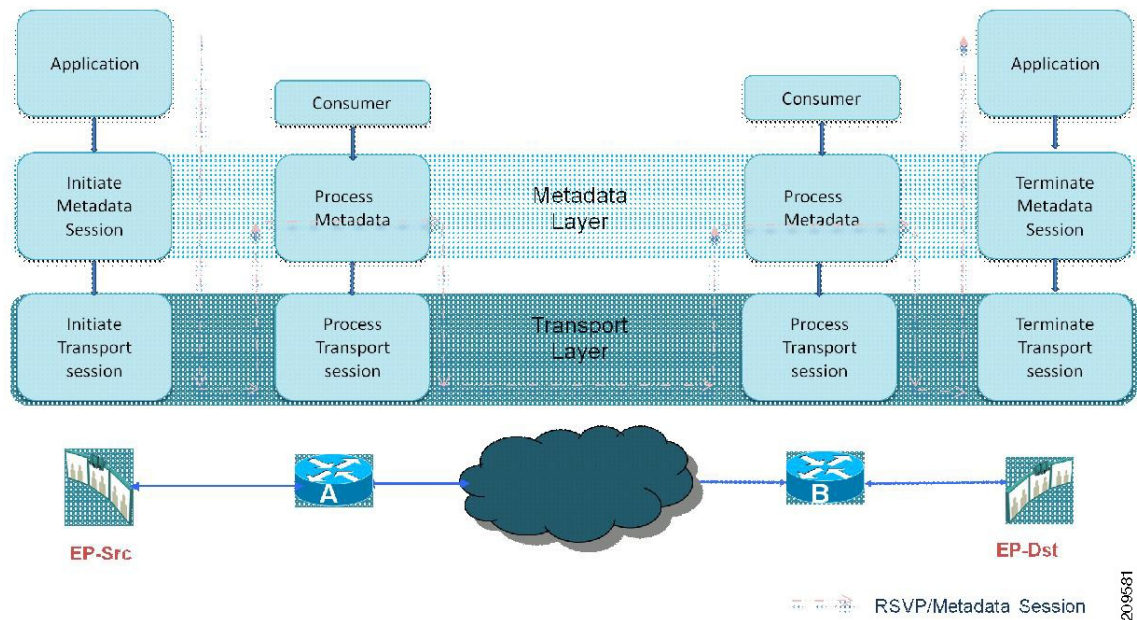 Application
Application
Consumer
Consumer
Initiate
Metadata
Session
Process
Metadata
Metadata
Layer
Process
Metadata
Terminate
Metadata
Session
Initiate
Transport
session
Process
Transport
session
Transport
Layer
Process
Transport
session
Terminate
Transport
session
A
B
EP-Src
EP-Dst
RSVP/Metadata Session
209581